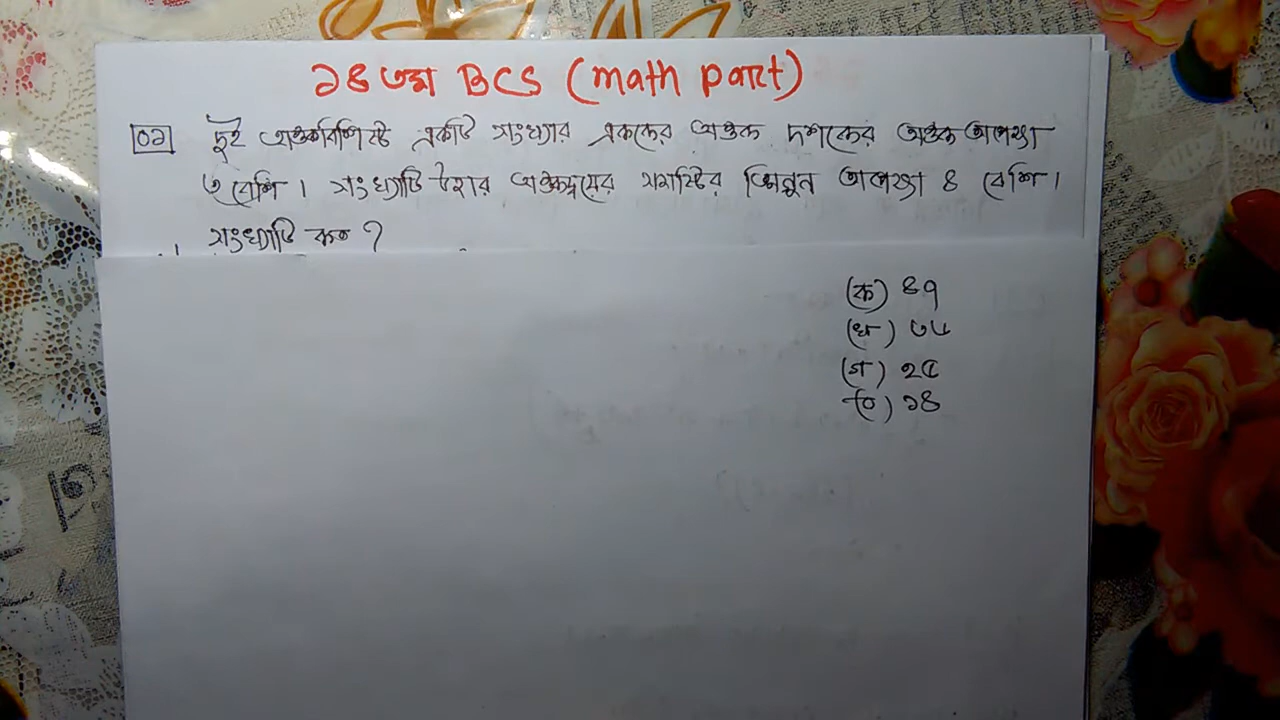 ১৪তম BCS (math part)
০১ দুই অঙ্কবিশিষ্ট একটি সংখ্যার এককের অঙ্ক দশকের অঙ্ক অপেক্ষা
৩ বেশি। সংখ্যাটি উহার অঙ্কদ্বয়ের সমষ্টির তিনগুন অপেক্ষা ৪ বেশি।
সংখ্যাটি কত ?
(ক) ৪৭
(খ) ৩৬
(গ) ২৫
(ঘ) ১৪